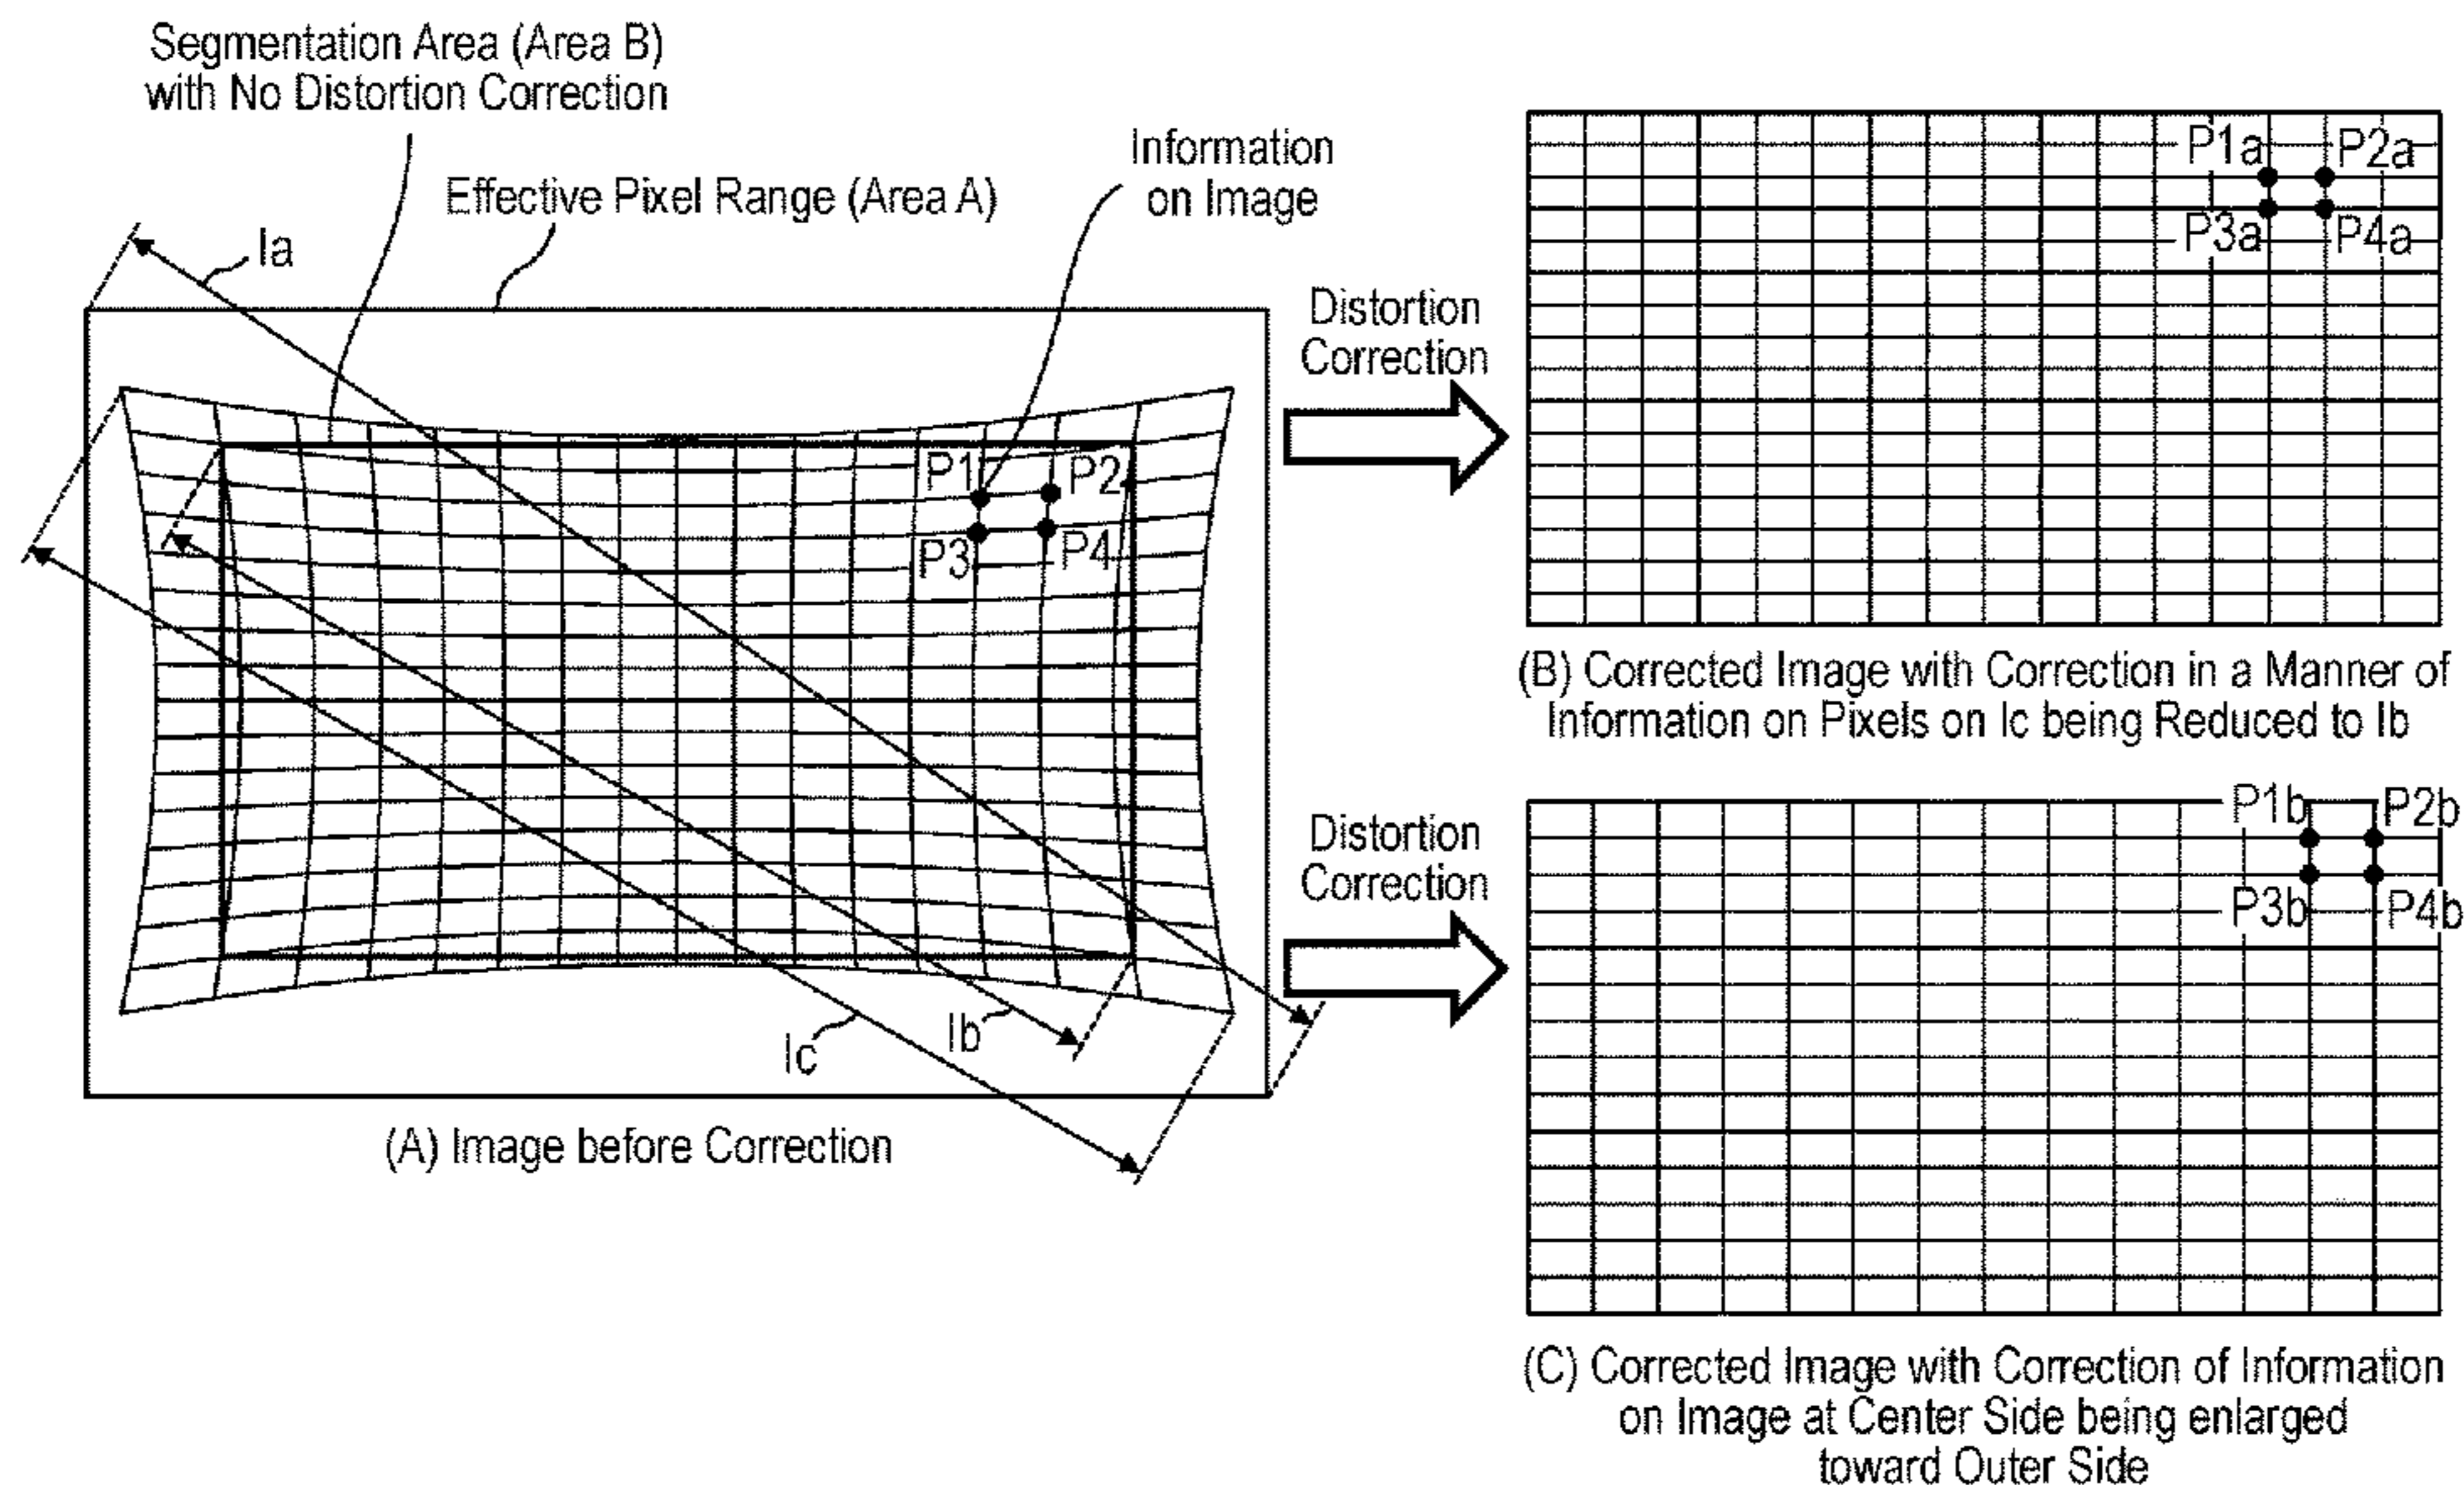 Segmentation Area (Area B)
with No Distortion Correction
Effective Pixel Range (Area A)
Information
on Image
Ia
P1
P2
P3
P4
Ib
Ic
(A) Image before Correction
Distortion
Correction
P1a
P2a
P3a
P4a
(B) Corrected Image with Correction in a Manner of
Information on Pixels on Ic being Reduced to Ib
Distortion
Correction
P1b
P2b
P3b
P4b
(C) Corrected Image with Correction of Information
on Image at Center Side being enlarged
toward Outer Side